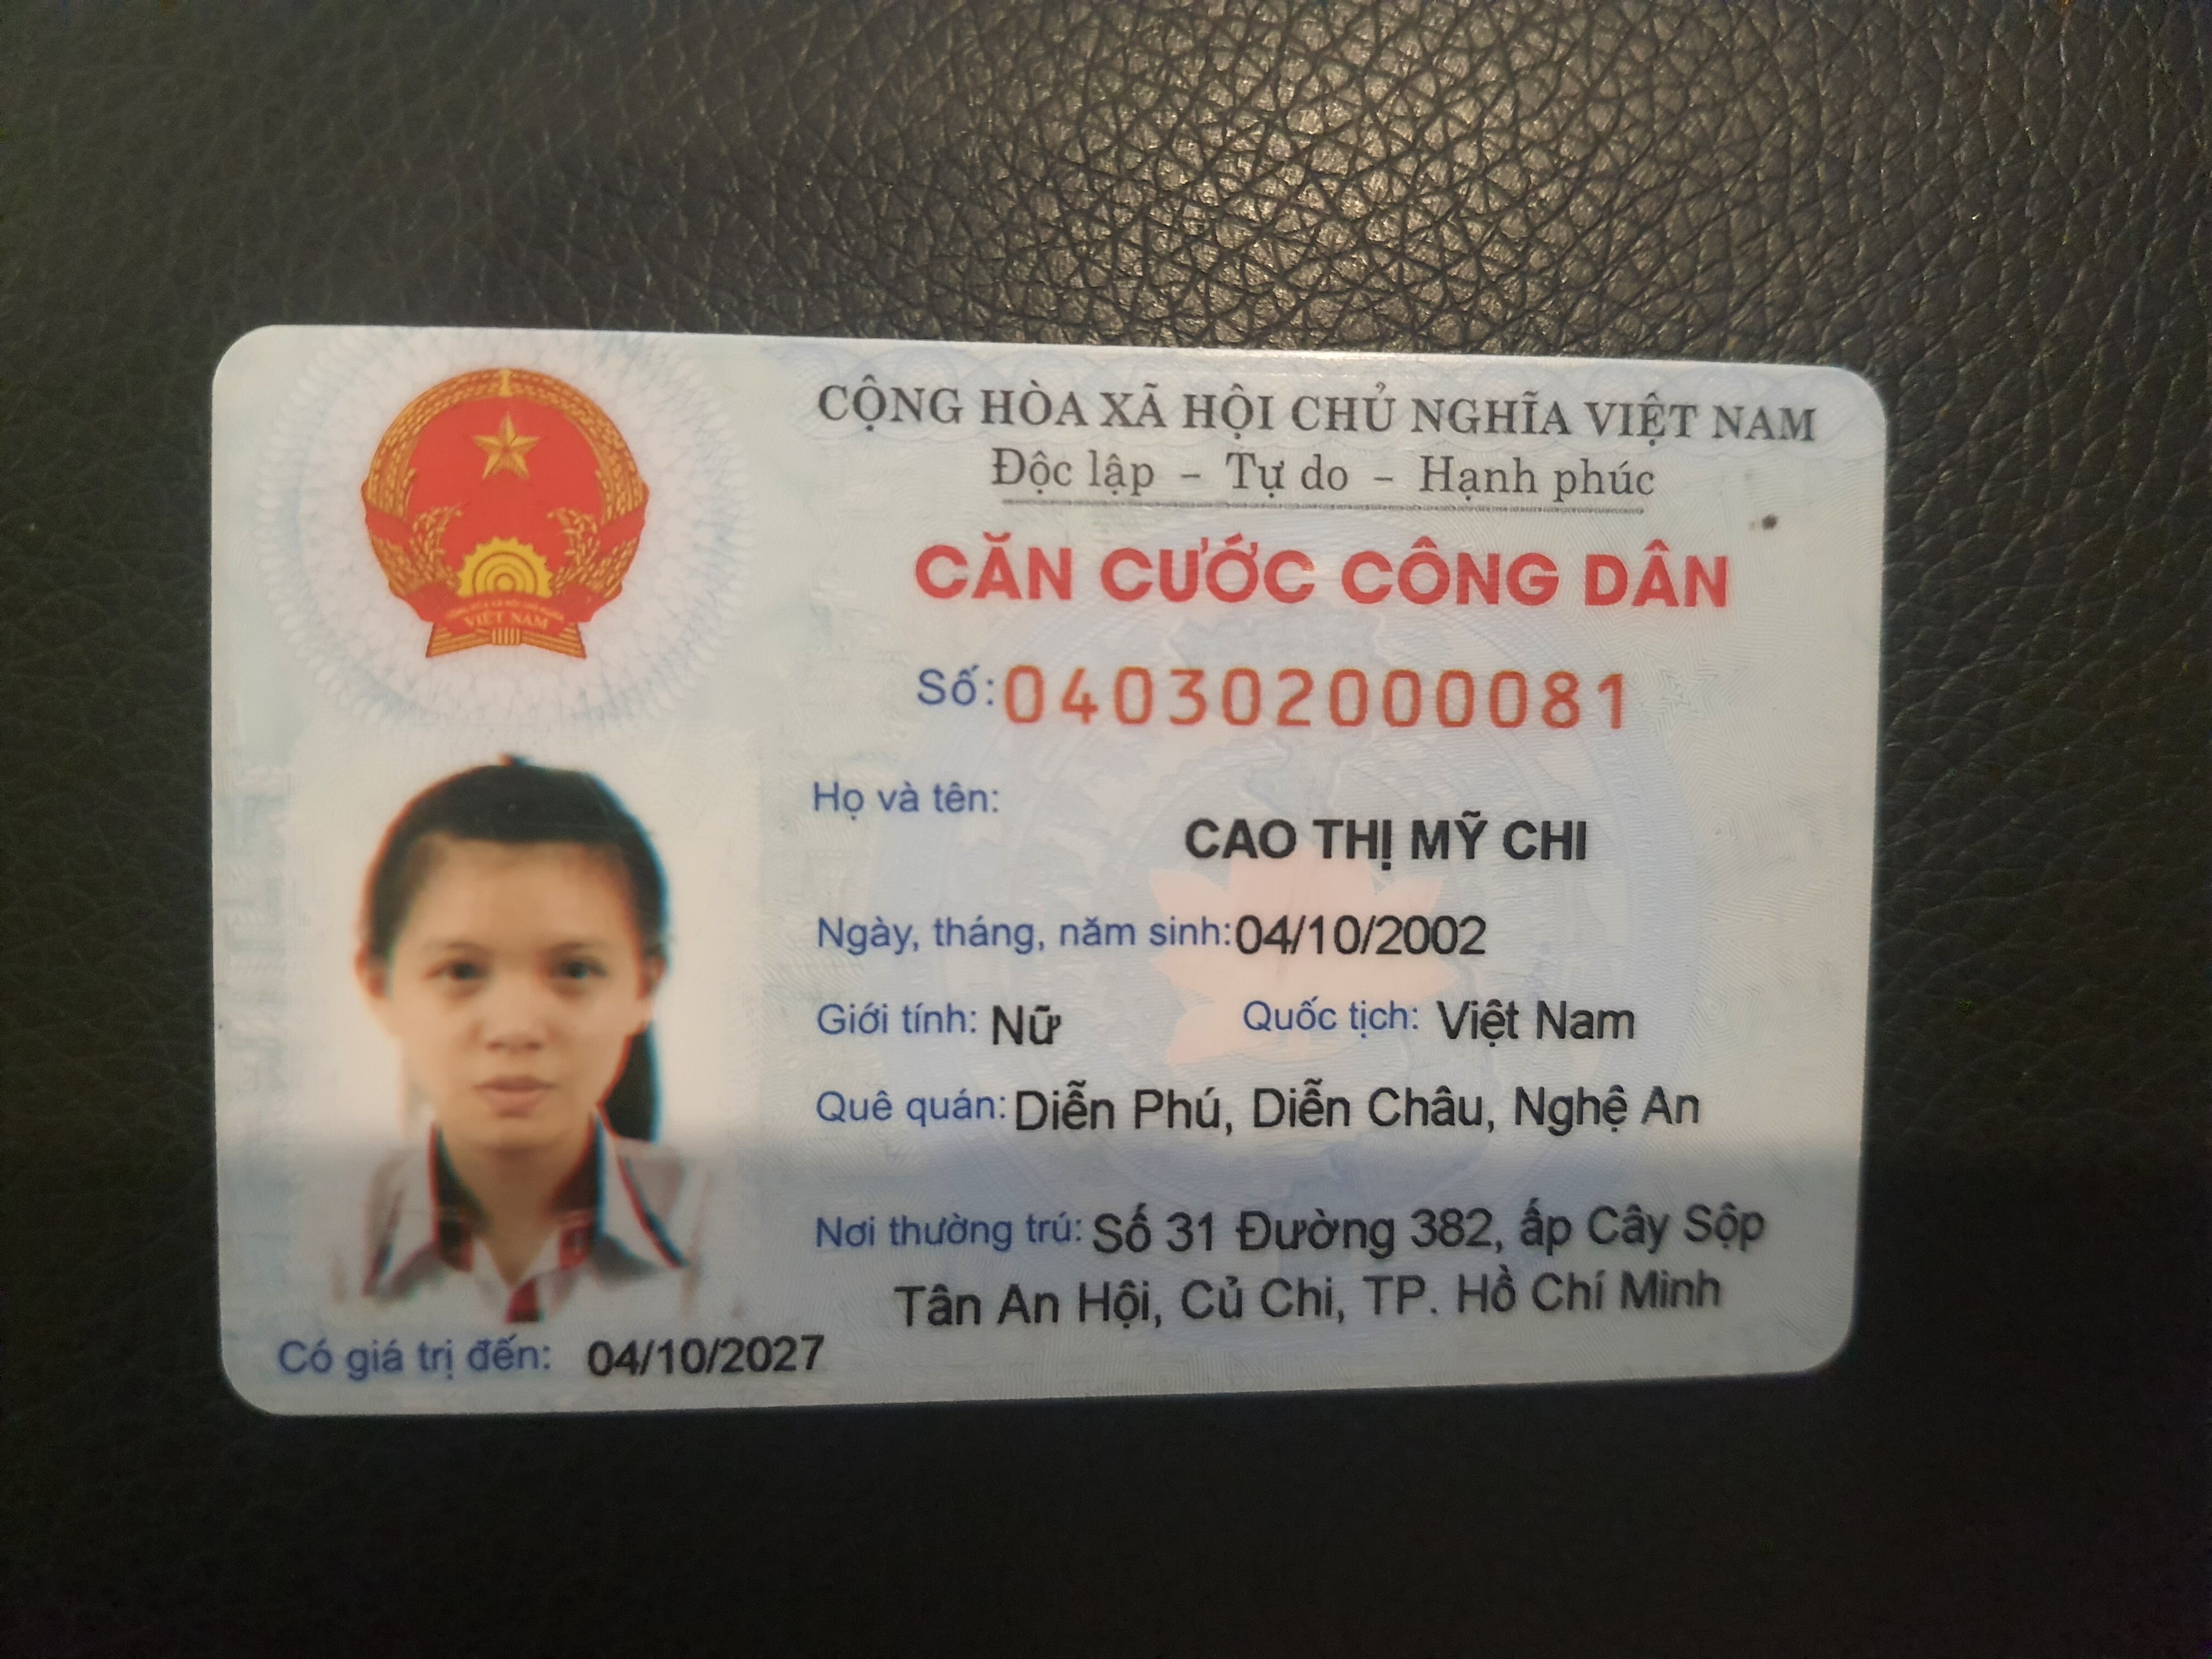 CỘNG HÒA XÃ HỘI CHỦ NGHĨA VIỆT NAM
Độc lập - Tự do - Hạnh phúc
CĂN CƯỚC CÔNG DÂN
Số: 040302000081
Họ và tên:
CAO THỊ MỸ CHI
Ngày, tháng, năm sinh: 04/10/2002
Giới tính: Nữ Quốc tịch: Việt Nam
Quê quán: Diễn Phú, Diễn Châu, Nghệ An
Nơi thường trú: Số 31 Đường 382, ấp Cây Sộp
Tân An Hội, Củ Chi, TP. Hồ Chí Minh
Có giá trị đến: 04/10/2027
VIỆT NAM